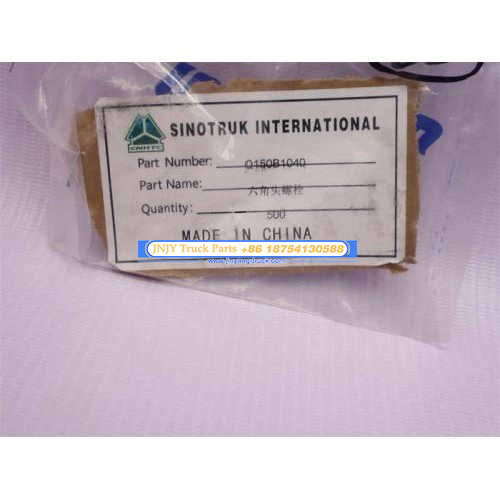 CNHTC
SINOTRUK INTERNATIONAL
Part Number: Q150B1040
Part Name: 六角头螺栓
Quantity: 500
MADE IN CHINA
JNJY Truck Parts +86 18754130588